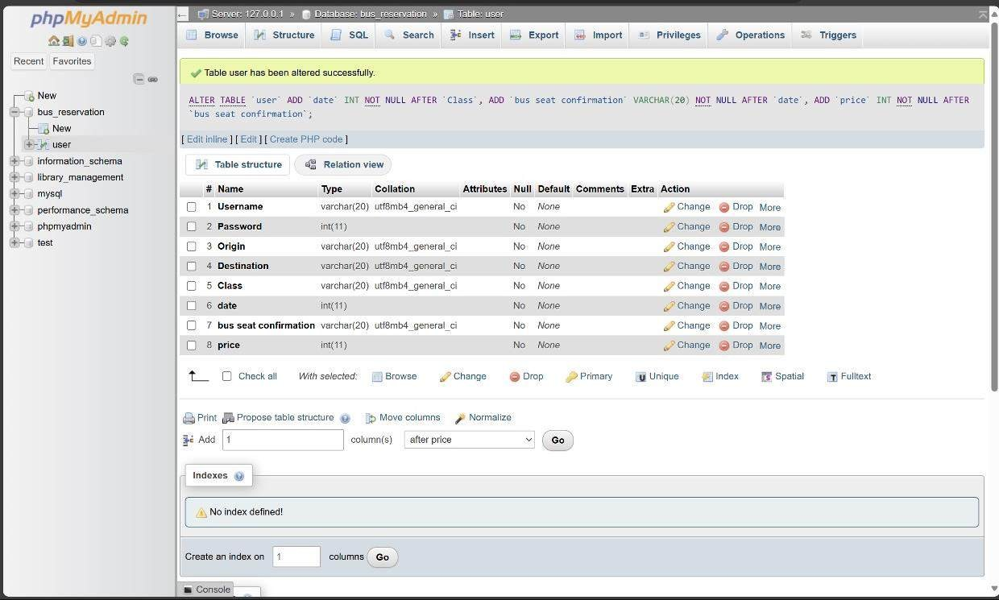 phpMyAdmin
Recent Favorites
New
bus_reservation
New
user
information_schema
library_management
mysql
performance_schema
phpmyadmin
test
Server: 127.0.0.1 » Database: bus_reservation » Table: user
Browse Structure SQL Search Insert Export Import Privileges Operations Triggers
Table user has been altered successfully.
ALTER TABLE `user` ADD `date` INT NOT NULL AFTER `Class`, ADD `bus seat confirmation` VARCHAR(20) NOT NULL AFTER `date`, ADD `price` INT NOT NULL AFTER
`bus seat confirmation`;
[ Edit inline ] [ Edit ] [ Create PHP code ]
Table structure Relation view
# Name Type Collation Attributes Null Default Comments Extra Action
1 Username varchar(20) utf8mb4_general_ci No None Change Drop More
2 Password int(11) No None Change Drop More
3 Origin varchar(20) utf8mb4_general_ci No None Change Drop More
4 Destination varchar(20) utf8mb4_general_ci No None Change Drop More
5 Class varchar(20) utf8mb4_general_ci No None Change Drop More
6 date int(11) No None Change Drop More
7 bus seat confirmation varchar(20) utf8mb4_general_ci No None Change Drop More
8 price int(11) No None Change Drop More
Check all With selected: Browse Change Drop Primary Unique Index Spatial Fulltext
Print Propose table structure Move columns Normalize
Add 1 column(s) after price Go
Indexes
No index defined!
Create an index on 1 columns Go
Console